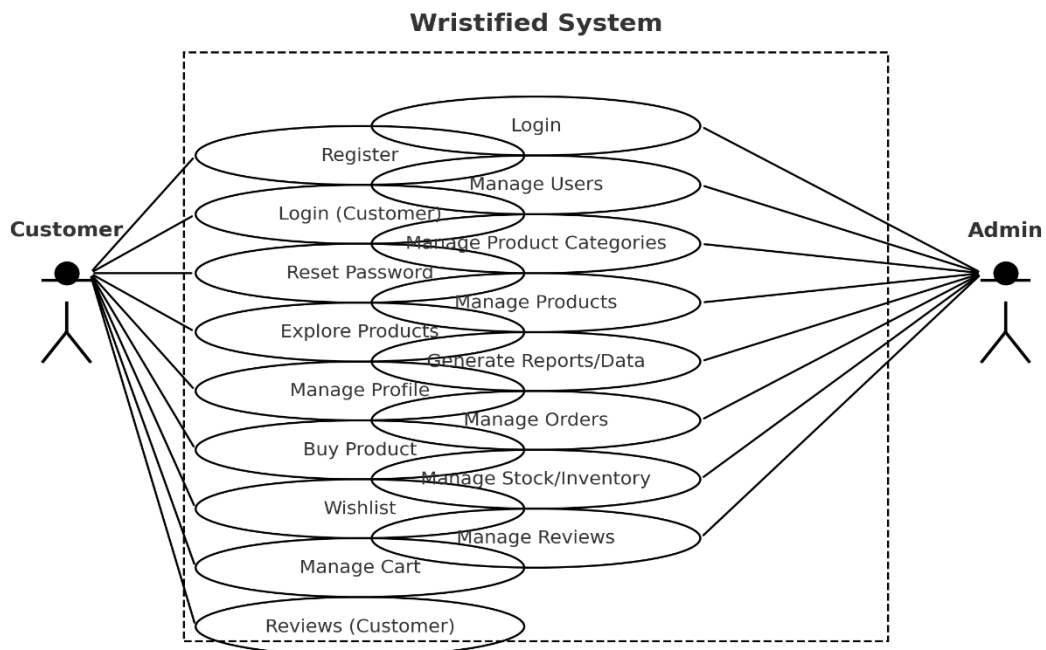 Wristified System
Login
Register
Manage Users
Login (Customer)
Customer
Admin
Manage Product Categories
Reset Password
Manage Products
Explore Products
Generate Reports/Data
Manage Profile
Manage Orders
Buy Product
Manage Stock/Inventory
Wishlist
Manage Reviews
Manage Cart
Reviews (Customer)